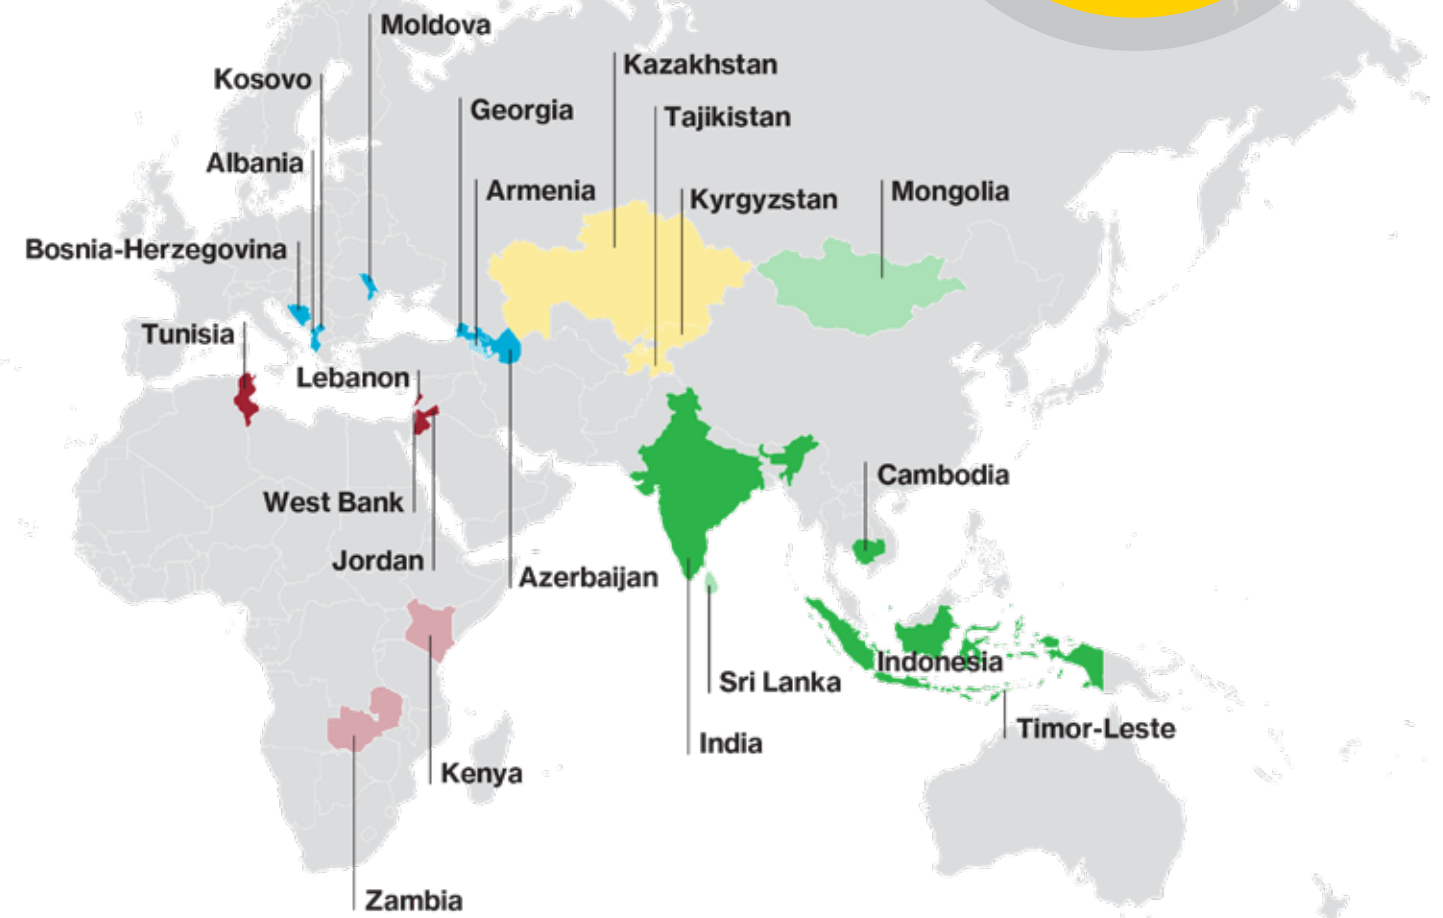 Moldova
Kazakhstan
Kosovo
Georgia
Tajikistan
Albania
Armenia
Kyrgyzstan
Mongolia
Bosnia-Herzegovina
Tunisia
Lebanon
Cambodia
West Bank
Jordan
Azerbaijan
Indonesia
Sri Lanka
Timor-Leste
India
Kenya
Zambia